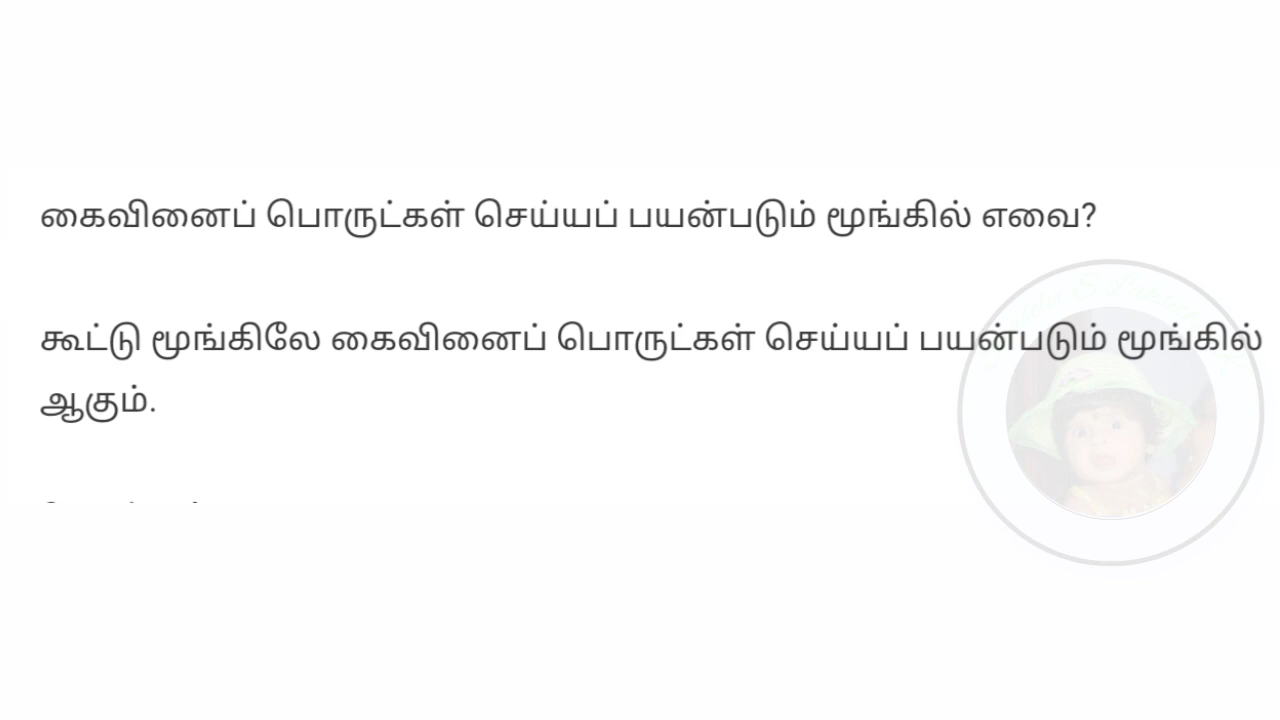 கைவினைப் பொருட்கள் செய்யப் பயன்படும் மூங்கில் எவை?
கூட்டு மூங்கிலே கைவினைப் பொருட்கள் செய்யப் பயன்படும் மூங்கில்
ஆகும்.